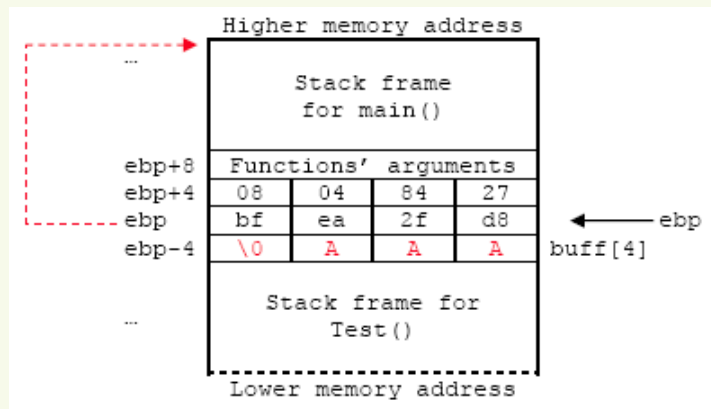 Higher memory address
…
Stack frame
for main()
ebp+8 Functions' arguments
ebp+4 08 04 84 27
ebp bf ea 2f d8 ebp
ebp-4 \0 A A A buff[4]
Stack frame for
… Test()
Lower memory address